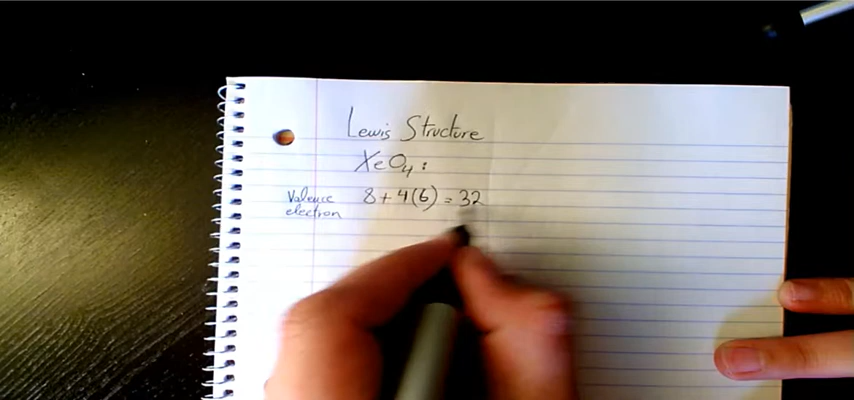 Lewis Structure
XeO₄:
Valence electron 8 + 4(6) = 32